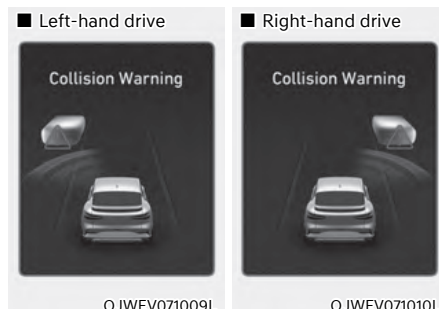 ■ Left-hand drive
Collision Warning
■ Right-hand drive
Collision Warning